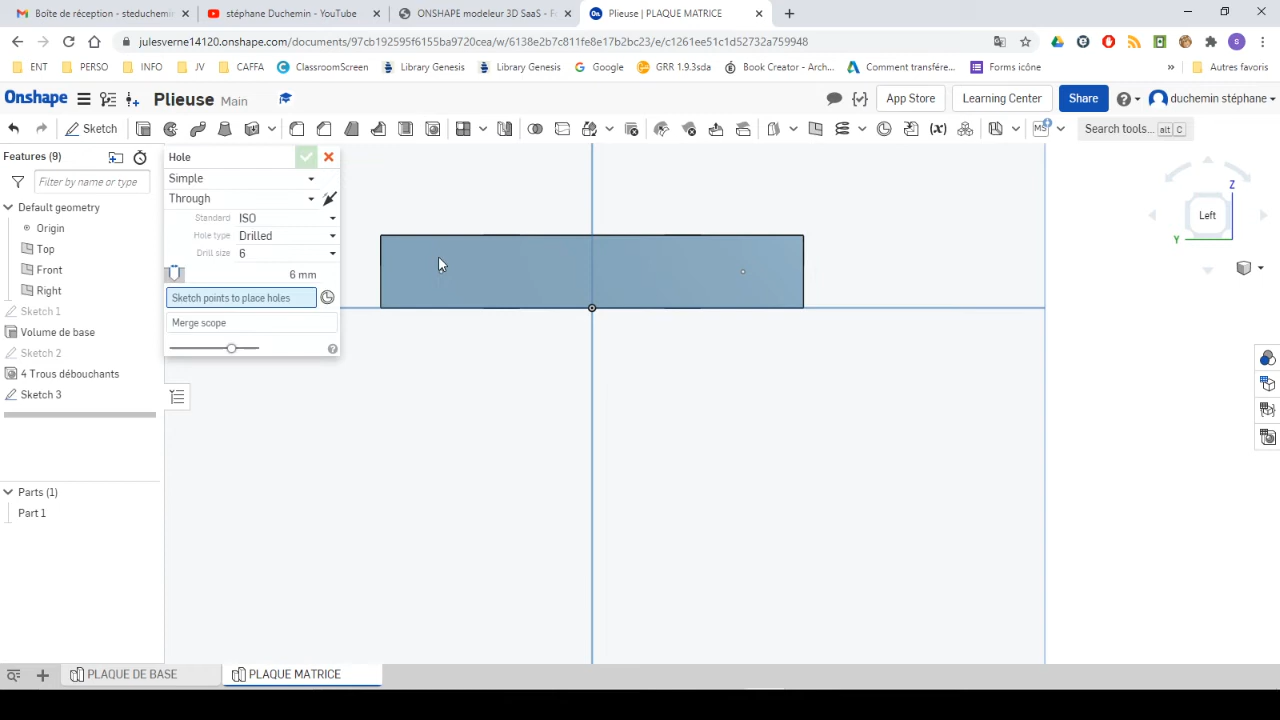 Boîte de réception - steduchemin
stéphane Duchemin - YouTube
ONSHAPE modeleur 3D SaaS - Fo
Plieuse | PLAQUE MATRICE
julesverne14120.onshape.com/documents/97cb192595f6155ba9720cea/w/6138e2b7c811fe8e17b2bc23/e/c1261ee51c1d52732a759948
ENT PERSO INFO JV CAFFA ClassroomScreen Library Genesis Library Genesis Google GRR 1.9.3sda Book Creator - Arch... Comment transfére... Forms icône » Autres favoris
Onshape Plieuse Main App Store Learning Center Share duchemin stéphane
Sketch Search tools... alt C
Features (9)
Filter by name or type
Default geometry
Origin
Top
Front
Right
Sketch 1
Volume de base
Sketch 2
4 Trous débouchants
Sketch 3
Parts (1)
Part 1
Hole
Simple
Through
Standard ISO
Hole type Drilled
Drill size 6
6 mm
Sketch points to place holes
Merge scope
Z
Left
Y
PLAQUE DE BASE
PLAQUE MATRICE